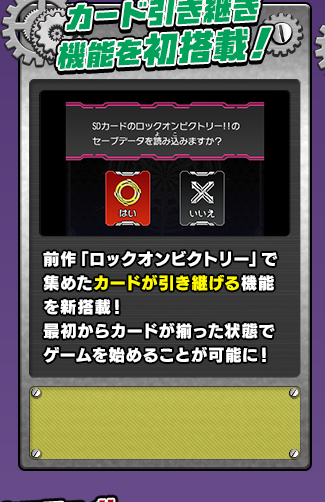 カード引き継き
機能を初搭載!
SDカードのロックオンビクトリー!!の
セーブデータを読み込みますか?
はい
いいえ
前作「ロックオンビクトリー」で
集めたカードが引き継げる機能
を新搭載!
最初からカードが揃った状態で
ゲームを始めることが可能に!